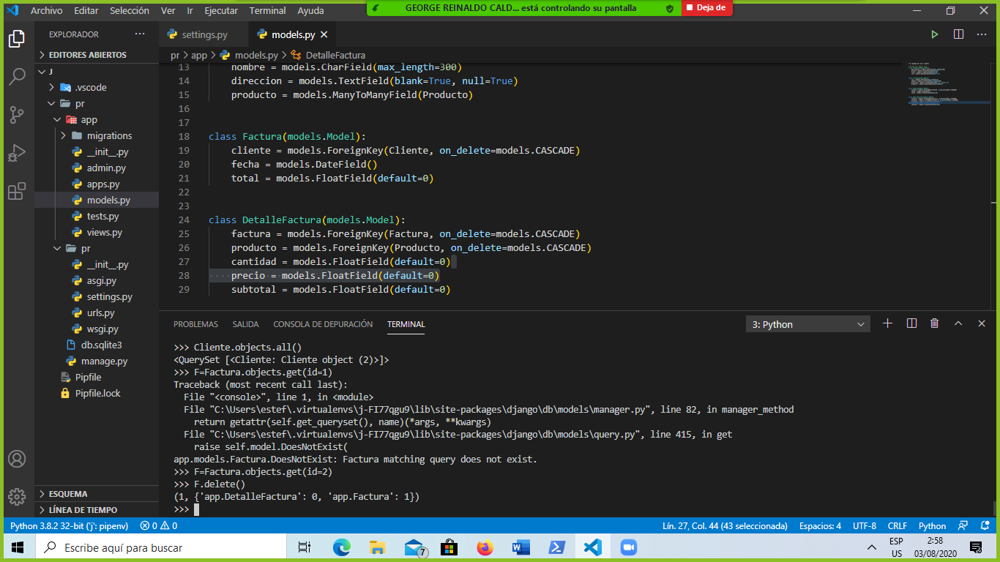 Archivo Editar Selección Ver Ir Ejecutar Terminal Ayuda
GEORGE REINALDO CALD... está controlando su pantalla
Deja de
EXPLORADOR
EDITORES ABIERTOS
J
.vscode
pr
app
migrations
__init__.py
admin.py
apps.py
models.py
tests.py
views.py
pr
__init__.py
asgi.py
settings.py
urls.py
wsgi.py
db.sqlite3
manage.py
Pipfile
Pipfile.lock
ESQUEMA
LÍNEA DE TIEMPO
settings.py models.py
pr > app > models.py > DetalleFactura
13 nombre = models.CharField(max_length=300)
14 direccion = models.TextField(blank=True, null=True)
15 producto = models.ManyToManyField(Producto)
16
17
18 class Factura(models.Model):
19 cliente = models.ForeignKey(Cliente, on_delete=models.CASCADE)
20 fecha = models.DateField()
21 total = models.FloatField(default=0)
22
23
24 class DetalleFactura(models.Model):
25 factura = models.ForeignKey(Factura, on_delete=models.CASCADE)
26 producto = models.ForeignKey(Producto, on_delete=models.CASCADE)
27 cantidad = models.FloatField(default=0)
28 precio = models.FloatField(default=0)
29 subtotal = models.FloatField(default=0)
PROBLEMAS SALIDA CONSOLA DE DEPURACIÓN TERMINAL 3: Python
>>> Cliente.objects.all()
<QuerySet [<Cliente: Cliente object (2)>]>
>>> F=Factura.objects.get(id=1)
Traceback (most recent call last):
File "<console>", line 1, in <module>
File "C:\Users\estef\.virtualenvs\j-FI77qgu9\lib\site-packages\django\db\models\manager.py", line 82, in manager_method
return getattr(self.get_queryset(), name)(*args, **kwargs)
File "C:\Users\estef\.virtualenvs\j-FI77qgu9\lib\site-packages\django\db\models\query.py", line 415, in get
raise self.model.DoesNotExist(
app.models.Factura.DoesNotExist: Factura matching query does not exist.
>>> F=Factura.objects.get(id=2)
>>> F.delete()
(1, {'app.DetalleFactura': 0, 'app.Factura': 1})
>>>
Python 3.8.2 32-bit ('j': pipenv) 0 0 Lín. 27, Col. 44 (43 seleccionada) Espacios: 4 UTF-8 CRLF Python
Escribe aquí para buscar
7
ESP
US
2:58
03/08/2020